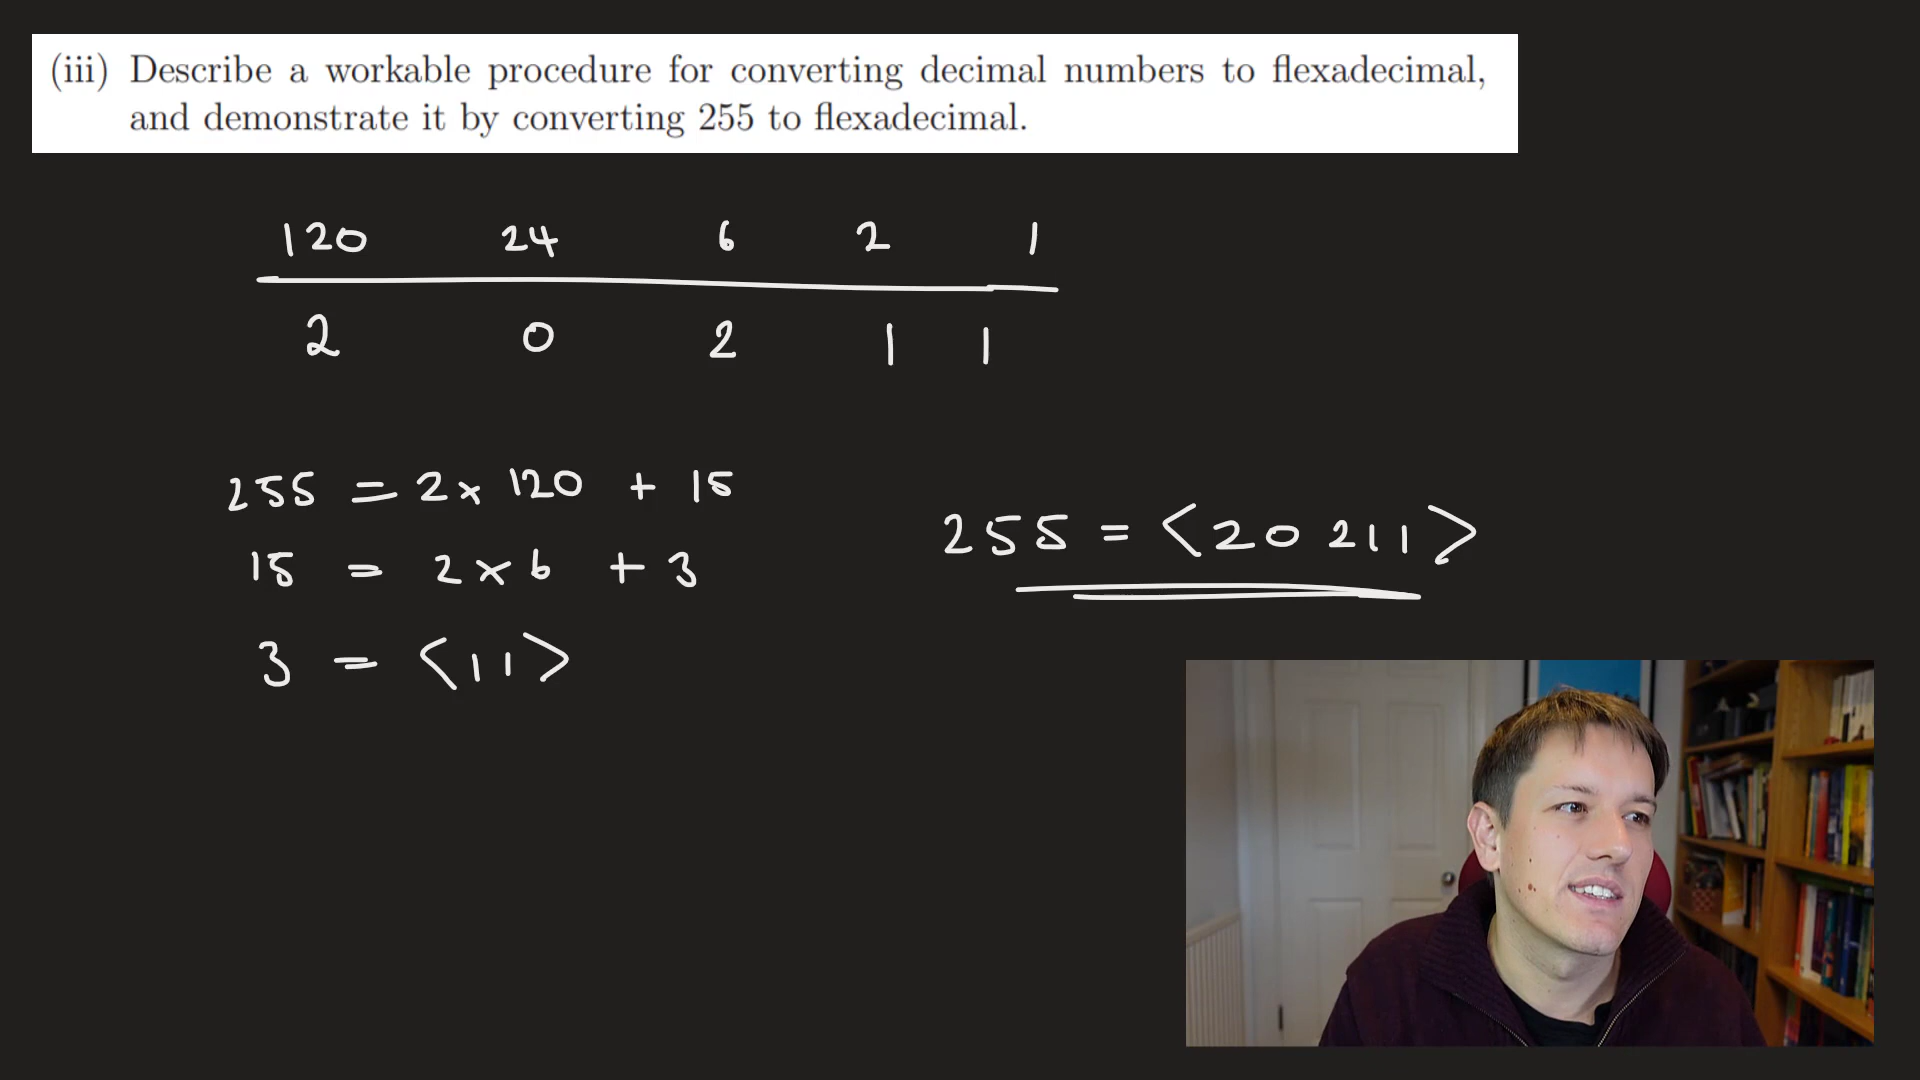 (iii) Describe a workable procedure for converting decimal numbers to flexadecimal,
and demonstrate it by converting 255 to flexadecimal.
120 24 6 2 1
2 0 2 1 1
255 = 2 × 120 + 15
15 = 2 × 6 + 3
3 = <11>
255 = <20211>